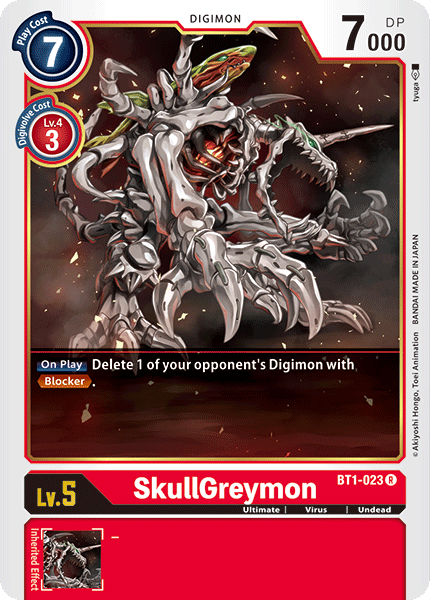 DIGIMON
Play Cost
7
DP
7000
Digivolve Cost
Lv.4
3
tyuga
© Akiyoshi Hongo, Toei Animation BANDAI MADE IN JAPAN
On Play Delete 1 of your opponent's Digimon with
Blocker .
BT1-023 R
Lv.5 SkullGreymon
Ultimate | Virus | Undead
Inherited Effect
–